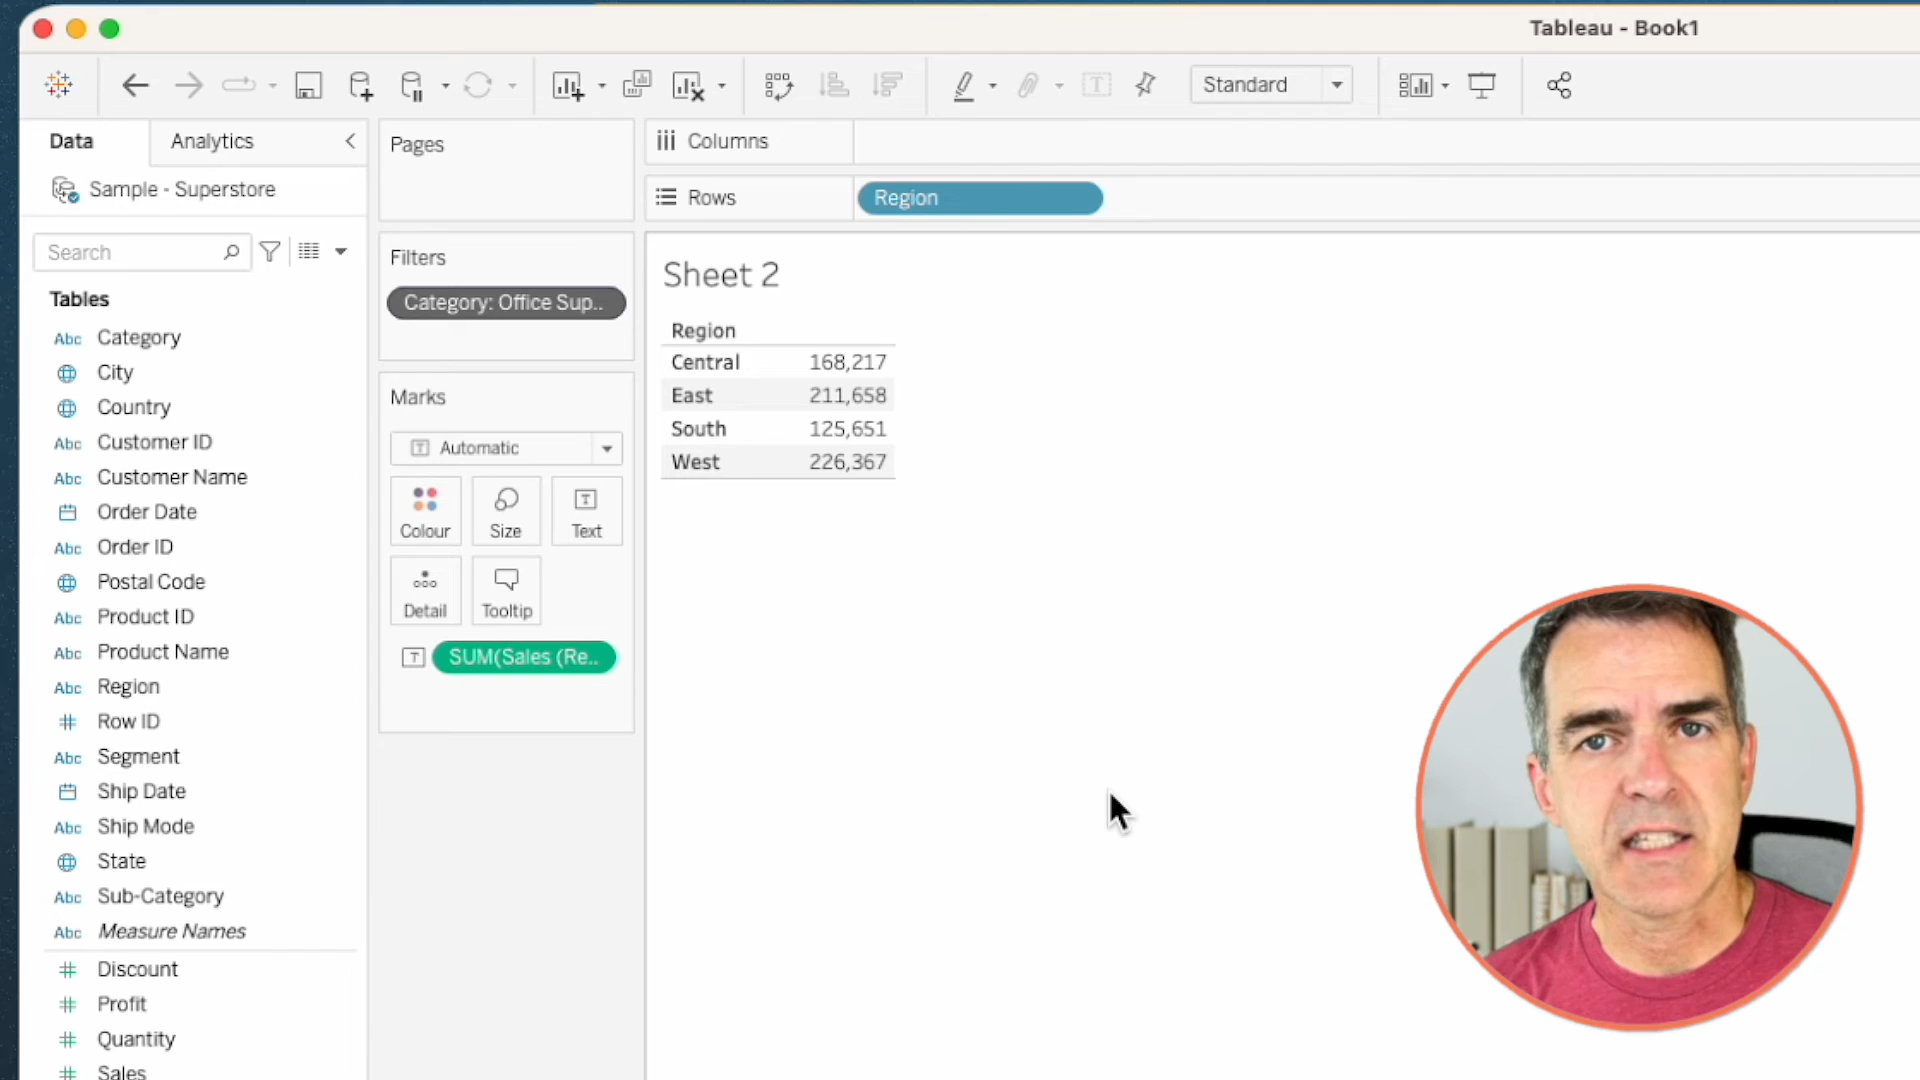 Tableau - Book1
Standard
Data
Analytics
Sample - Superstore
Search
Tables
Abc Category
City
Country
Abc Customer ID
Abc Customer Name
Order Date
Abc Order ID
Postal Code
Abc Product ID
Abc Product Name
Abc Region
Row ID
Abc Segment
Ship Date
Abc Ship Mode
State
Abc Sub-Category
Abc Measure Names
Discount
Profit
Quantity
Sales
Pages
Filters
Category: Office Sup..
Marks
Automatic
Colour
Size
Text
Detail
Tooltip
SUM(Sales (Re..
Columns
Rows
Region
Sheet 2
Region
Central 168,217
East 211,658
South 125,651
West 226,367